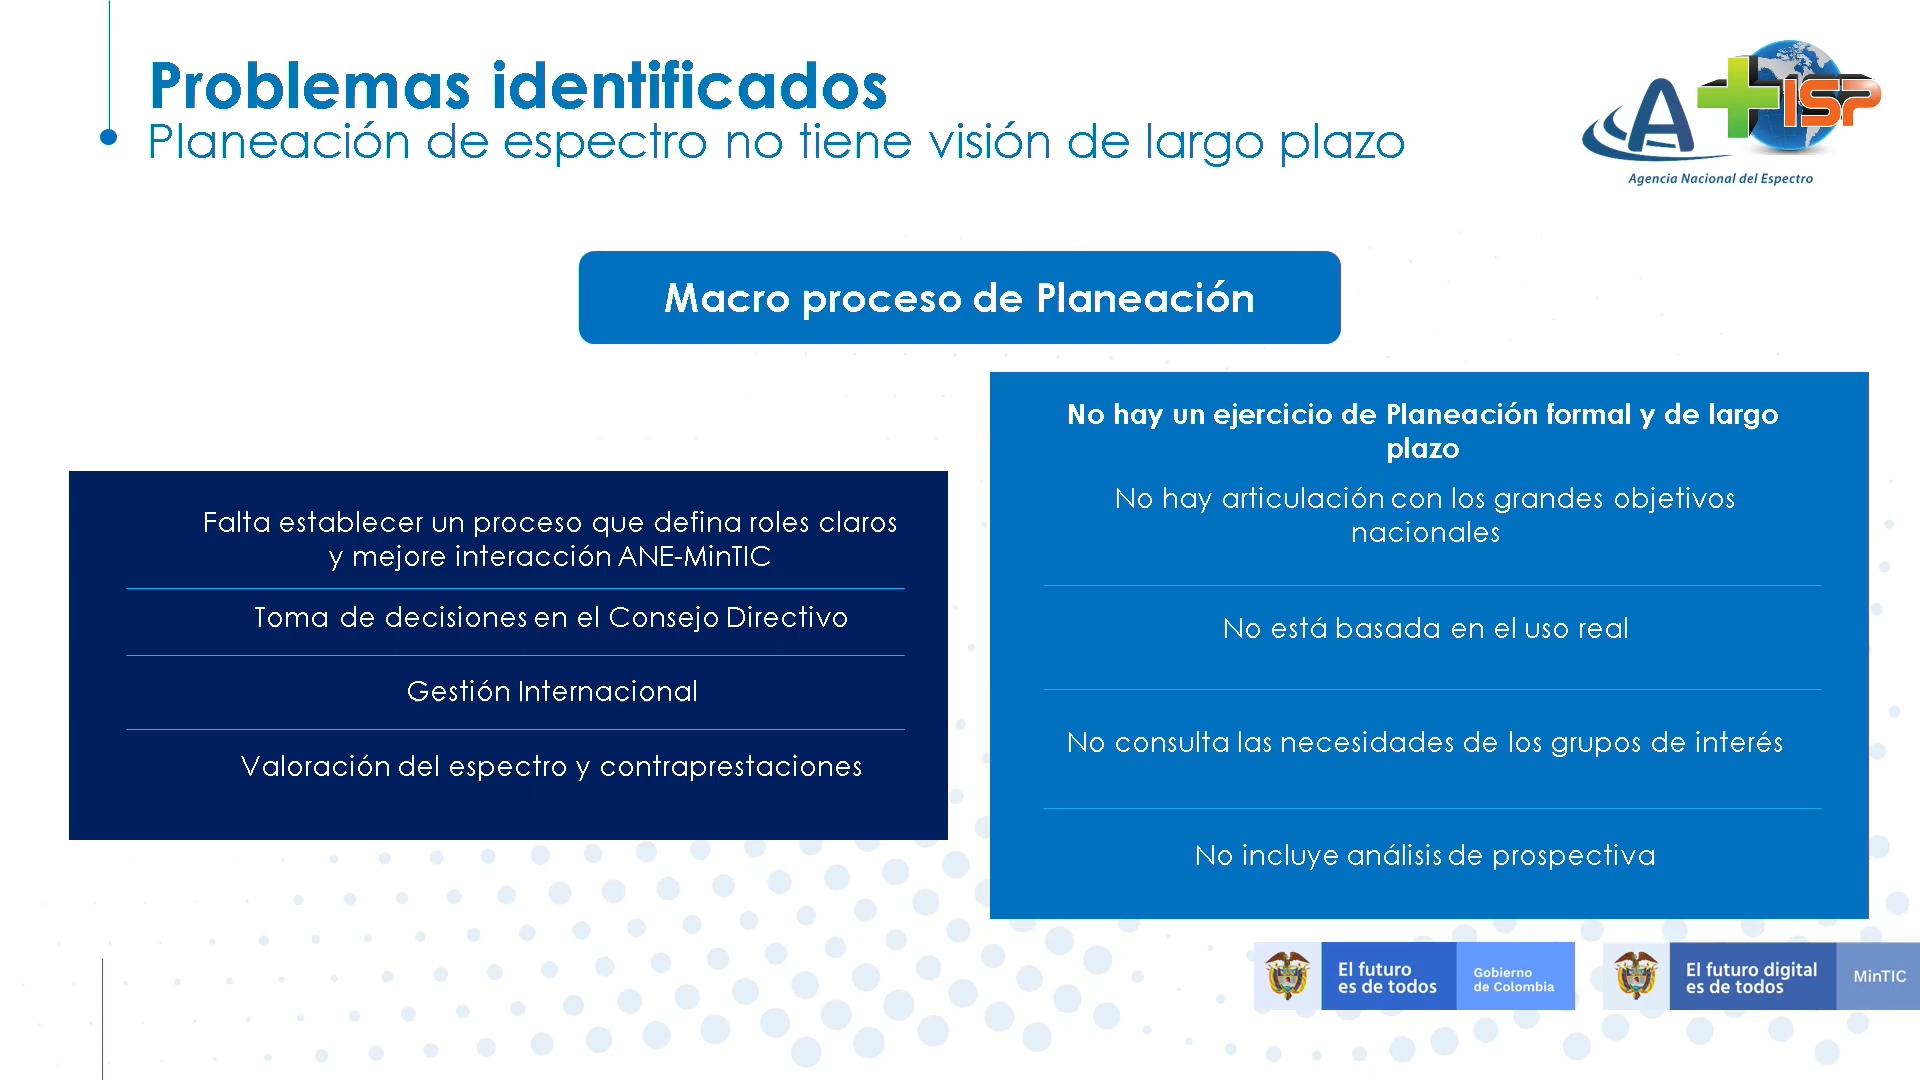 Problemas identificados
Planeación de espectro no tiene visión de largo plazo
A
ISP
Agencia Nacional del Espectro
Macro proceso de Planeación
Falta establecer un proceso que defina roles claros
y mejore interacción ANE-MinTIC
Toma de decisiones en el Consejo Directivo
Gestión Internacional
Valoración del espectro y contraprestaciones
No hay un ejercicio de Planeación formal y de largo
plazo
No hay articulación con los grandes objetivos
nacionales
No está basada en el uso real
No consulta las necesidades de los grupos de interés
No incluye análisis de prospectiva
El futuro
es de todos
Gobierno
de Colombia
El futuro digital
es de todos
MinTIC